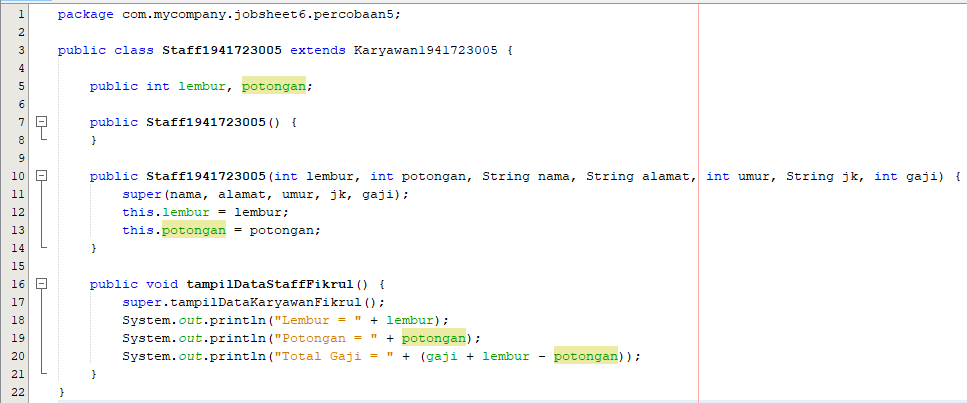 1 package com.mycompany.jobsheet6.percobaan5;
2
3 public class Staff1941723005 extends Karyawan1941723005 {
4
5 public int lembur, potongan;
6
7 public Staff1941723005() {
8 }
9
10 public Staff1941723005(int lembur, int potongan, String nama, String alamat, int umur, String jk, int gaji) {
11 super(nama, alamat, umur, jk, gaji);
12 this.lembur = lembur;
13 this.potongan = potongan;
14 }
15
16 public void tampilDataStaffFikrul() {
17 super.tampilDataKaryawanFikrul();
18 System.out.println("Lembur = " + lembur);
19 System.out.println("Potongan = " + potongan);
20 System.out.println("Total Gaji = " + (gaji + lembur - potongan));
21 }
22 }